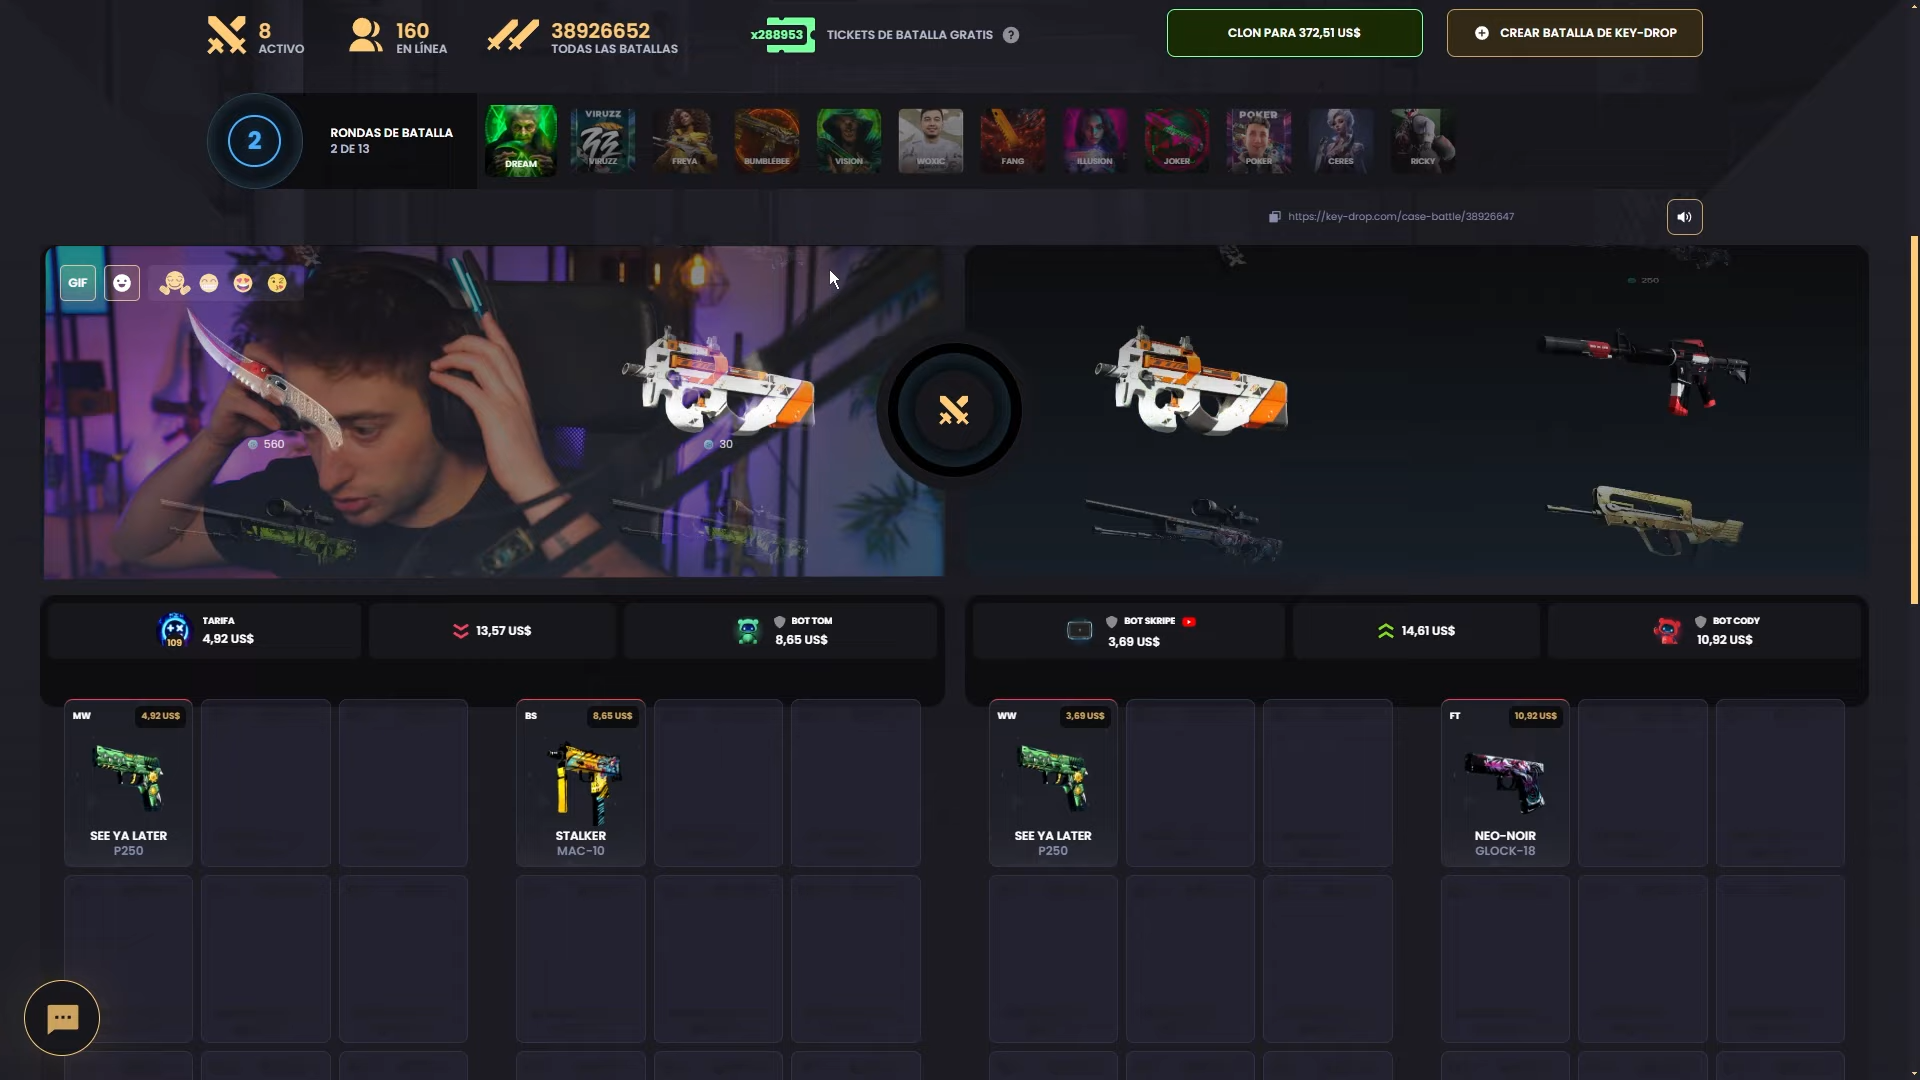 8
ACTIVO
160
EN LÍNEA
38926652
TODAS LAS BATALLAS
x288953
TICKETS DE BATALLA GRATIS ?
CLON PARA 372,51 US$
CREAR BATALLA DE KEY-DROP
2
RONDAS DE BATALLA
2 DE 13
DREAM
VIRUZZ
VIRUZZ
FREYA
BUMBLEBEE
VISION
WOXIC
FANG
ILLUSION
JOKER
POKER
POKER
CERES
RICKY
https://key-drop.com/case-battle/38926647
GIF
250
560
30
TARIFA
109
4,92 US$
13,57 US$
BOT TOM
8,65 US$
BOT SKRIPE
3,69 US$
14,61 US$
BOT CODY
10,92 US$
MW
4,92 US$
SEE YA LATER
P250
BS
8,65 US$
STALKER
MAC-10
WW
3,69 US$
SEE YA LATER
P250
FT
10,92 US$
NEO-NOIR
GLOCK-18